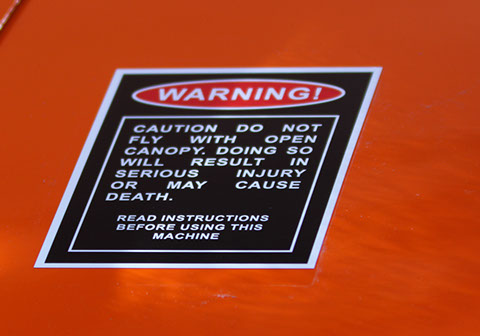 WARNING!
CAUTION DO NOT
FLY WITH OPEN
CANOPY. DOING SO
WILL RESULT IN
SERIOUS INJURY
OR MAY CAUSE
DEATH.
READ INSTRUCTIONS
BEFORE USING THIS
MACHINE